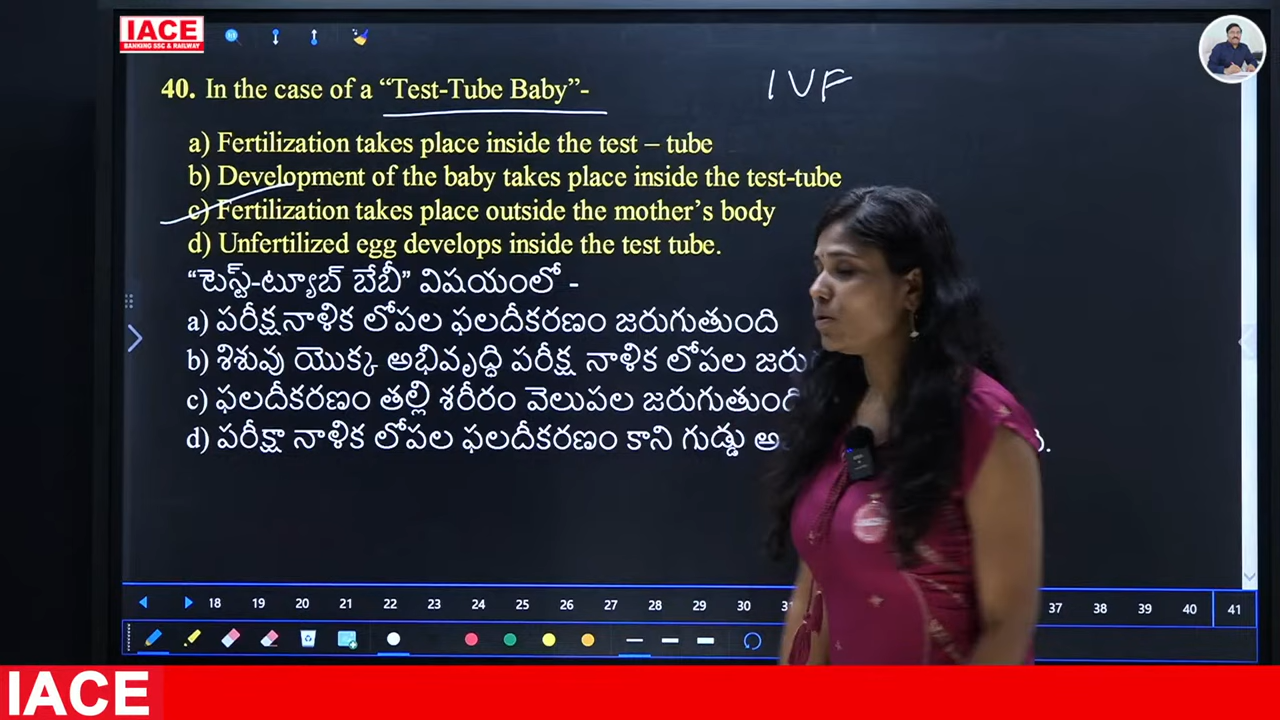 IACE
BANKING SSC & RAILWAY
40. In the case of a “Test-Tube Baby”-
IVF
a) Fertilization takes place inside the test – tube
b) Development of the baby takes place inside the test-tube
c) Fertilization takes place outside the mother’s body
d) Unfertilized egg develops inside the test tube.
“టెస్ట్-ట్యూబ్ బేబీ” విషయంలో -
a) పరీక్షనాళిక లోపల ఫలదీకరణం జరుగుతుంది
b) శిశువు యొక్క అభివృద్ధి పరీక్ష నాళిక లోపల
c) ఫలదీకరణం తల్లి శరీరం వెలుపల జరుగుతుంది
d) పరీక్షా నాళిక లోపల ఫలదీకరణం కాని గుడ్డు
18 19 20 21 22 23 24 25 26 27 28 29 30 37 38 39 40 41
IACE